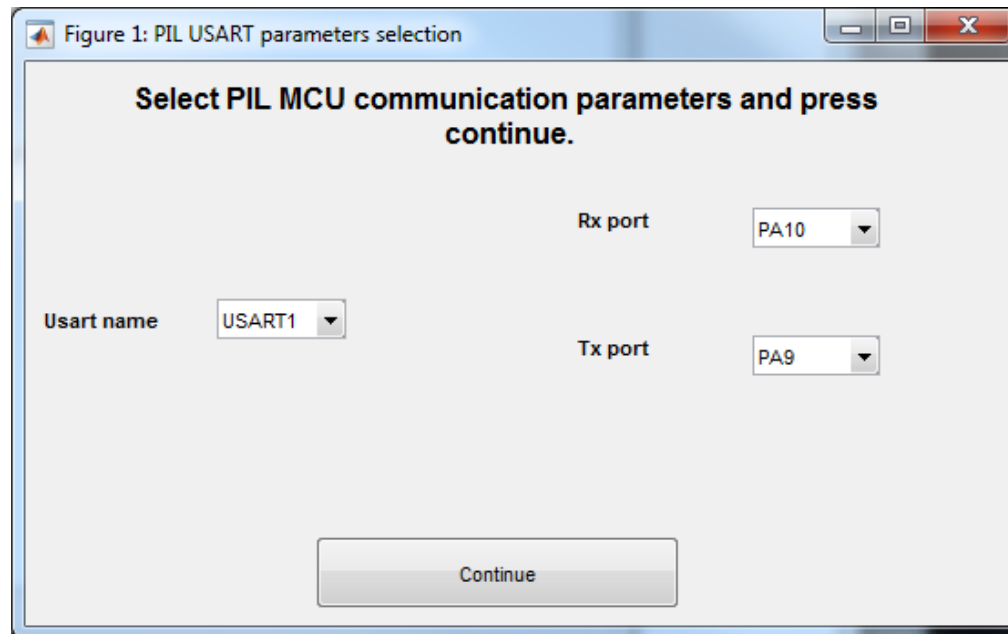 Figure 1: PIL USART parameters selection
Select PIL MCU communication parameters and press
continue.
Rx port
PA10
Usart name
USART1
Tx port
PA9
Continue